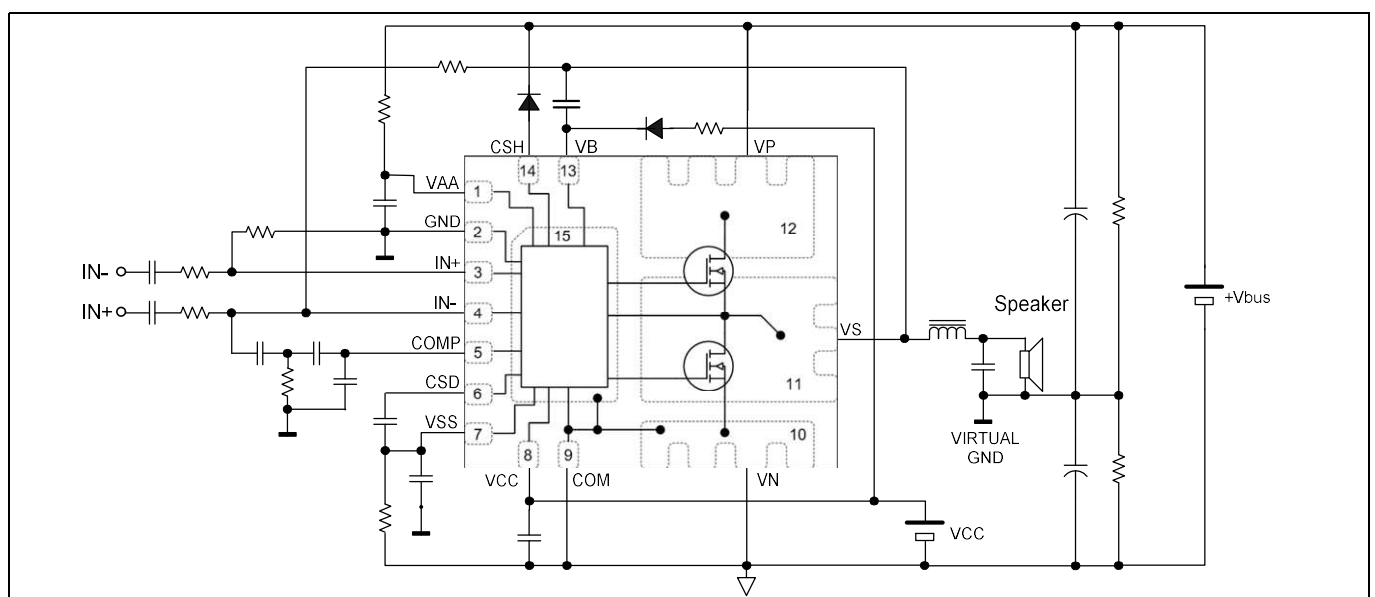 CSH
VB
VP
14
13
VAA
1
12
GND
2
15
IN-
IN+
3
+Vbus
IN+
IN-
4
Speaker
VS
COMP
5
CSD
6
11
VSS
7
10
VIRTUAL
GND
8
9
VCC
COM
VN
VCC